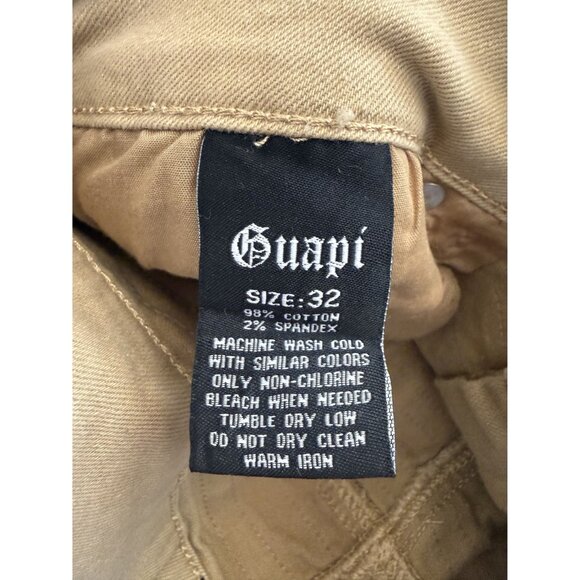 Guapi
SIZE: 32
98% COTTON
2% SPANDEX
MACHINE WASH COLD
WITH SIMILAR COLORS
ONLY NON-CHLORINE
BLEACH WHEN NEEDED
TUMBLE DRY LOW
DO NOT DRY CLEAN
WARM IRON